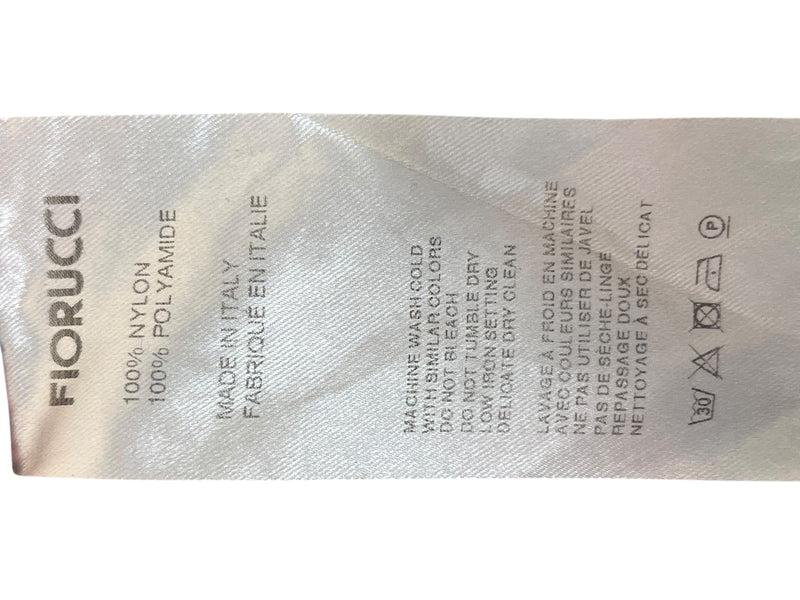 FIORUCCI
100% NYLON
100% POLYAMIDE
MADE IN ITALY
FABRIQUÉ EN ITALIE
MACHINE WASH COLD
WITH SIMILAR COLORS
DO NOT BLEACH
DO NOT TUMBLE DRY
LOW IRON SETTING
DELICATE DRY CLEAN
LAVAGE À FROID EN MACHINE
AVEC COULEURS SIMILAIRES
NE PAS UTILISER DE JAVEL
PAS DE SÈCHE-LINGE
REPASSAGE DOUX
NETTOYAGE À SEC DÉLICAT
30 P